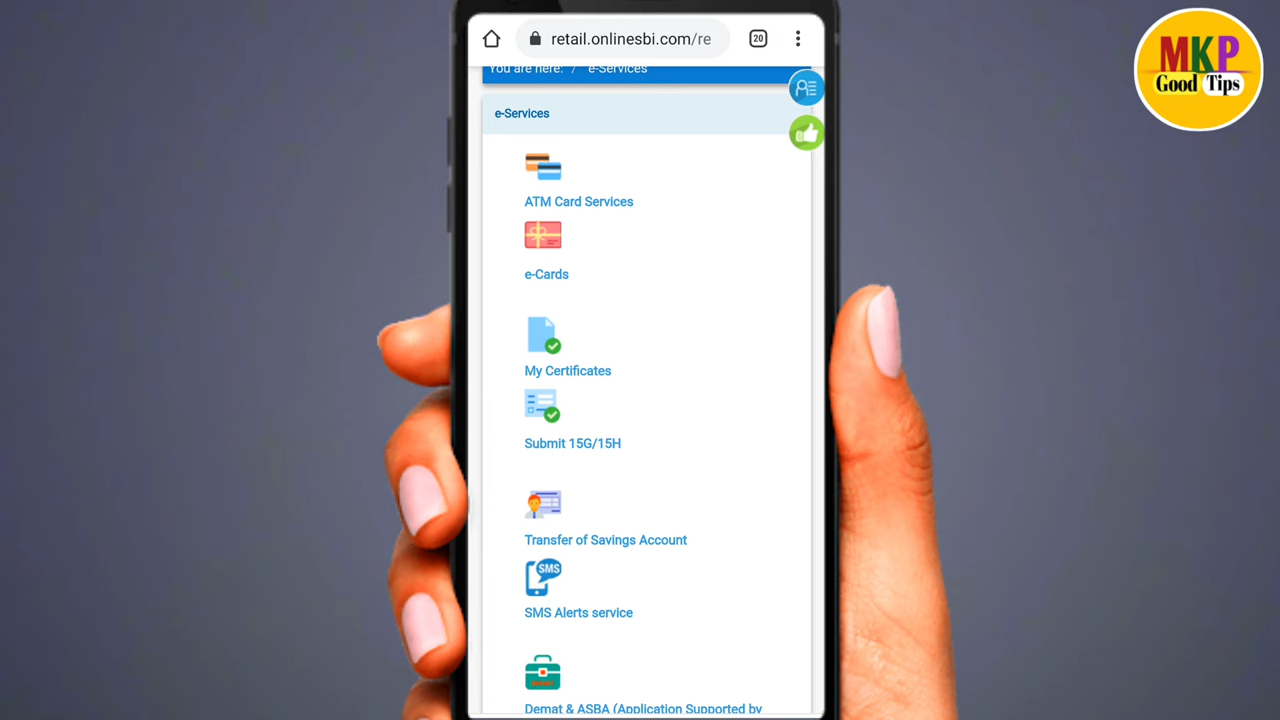 retail.onlinesbi.com/re
20
You are here: / e-Services
e-Services
ATM Card Services
e-Cards
My Certificates
Submit 15G/15H
Transfer of Savings Account
SMS
SMS Alerts service
Demat & ASBA (Application Supported by
MKP
Good Tips